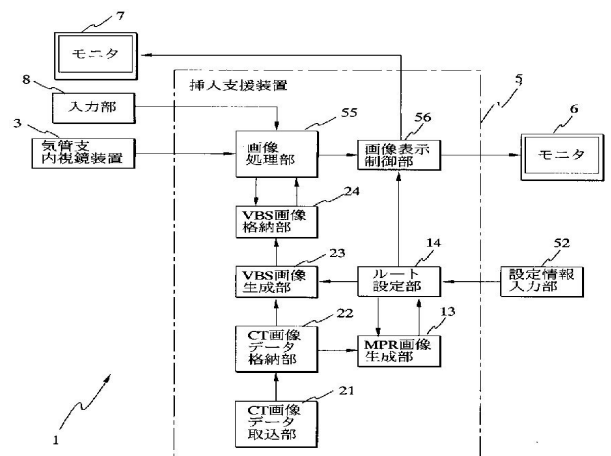 7
モニタ
8
入力部
3
気管支
内視鏡装置
挿入支援装置
5
55
画像
処理部
56
画像表示
制御部
6
モニタ
24
VBS画像
格納部
23
VBS画像
生成部
14
ルート
設定部
52
設定情報
入力部
22
CT画像
データ
格納部
13
MPR画像
生成部
21
CT画像
データ
取込部
1